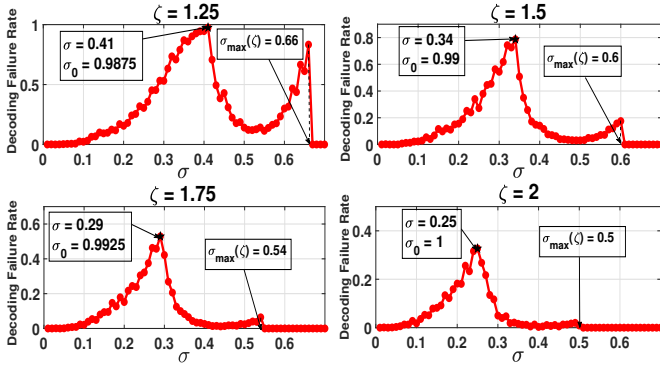 ζ = 1.25
Decoding Failure Rate
1
0.5
0
σ = 0.41
σ0 = 0.9875
σmax(ζ) = 0.66
0 0.1 0.2 0.3 0.4 0.5 0.6
σ
ζ = 1.5
Decoding Failure Rate
0.8
0.6
0.4
0.2
0
σ = 0.34
σ0 = 0.99
σmax(ζ) = 0.6
0 0.1 0.2 0.3 0.4 0.5 0.6
σ
ζ = 1.75
Decoding Failure Rate
0.6
0.4
0.2
0
σ = 0.29
σ0 = 0.9925
σmax(ζ) = 0.54
0 0.1 0.2 0.3 0.4 0.5 0.6
σ
ζ = 2
Decoding Failure Rate
0.4
0.2
0
σ = 0.25
σ0 = 1
σmax(ζ) = 0.5
0 0.1 0.2 0.3 0.4 0.5 0.6
σ